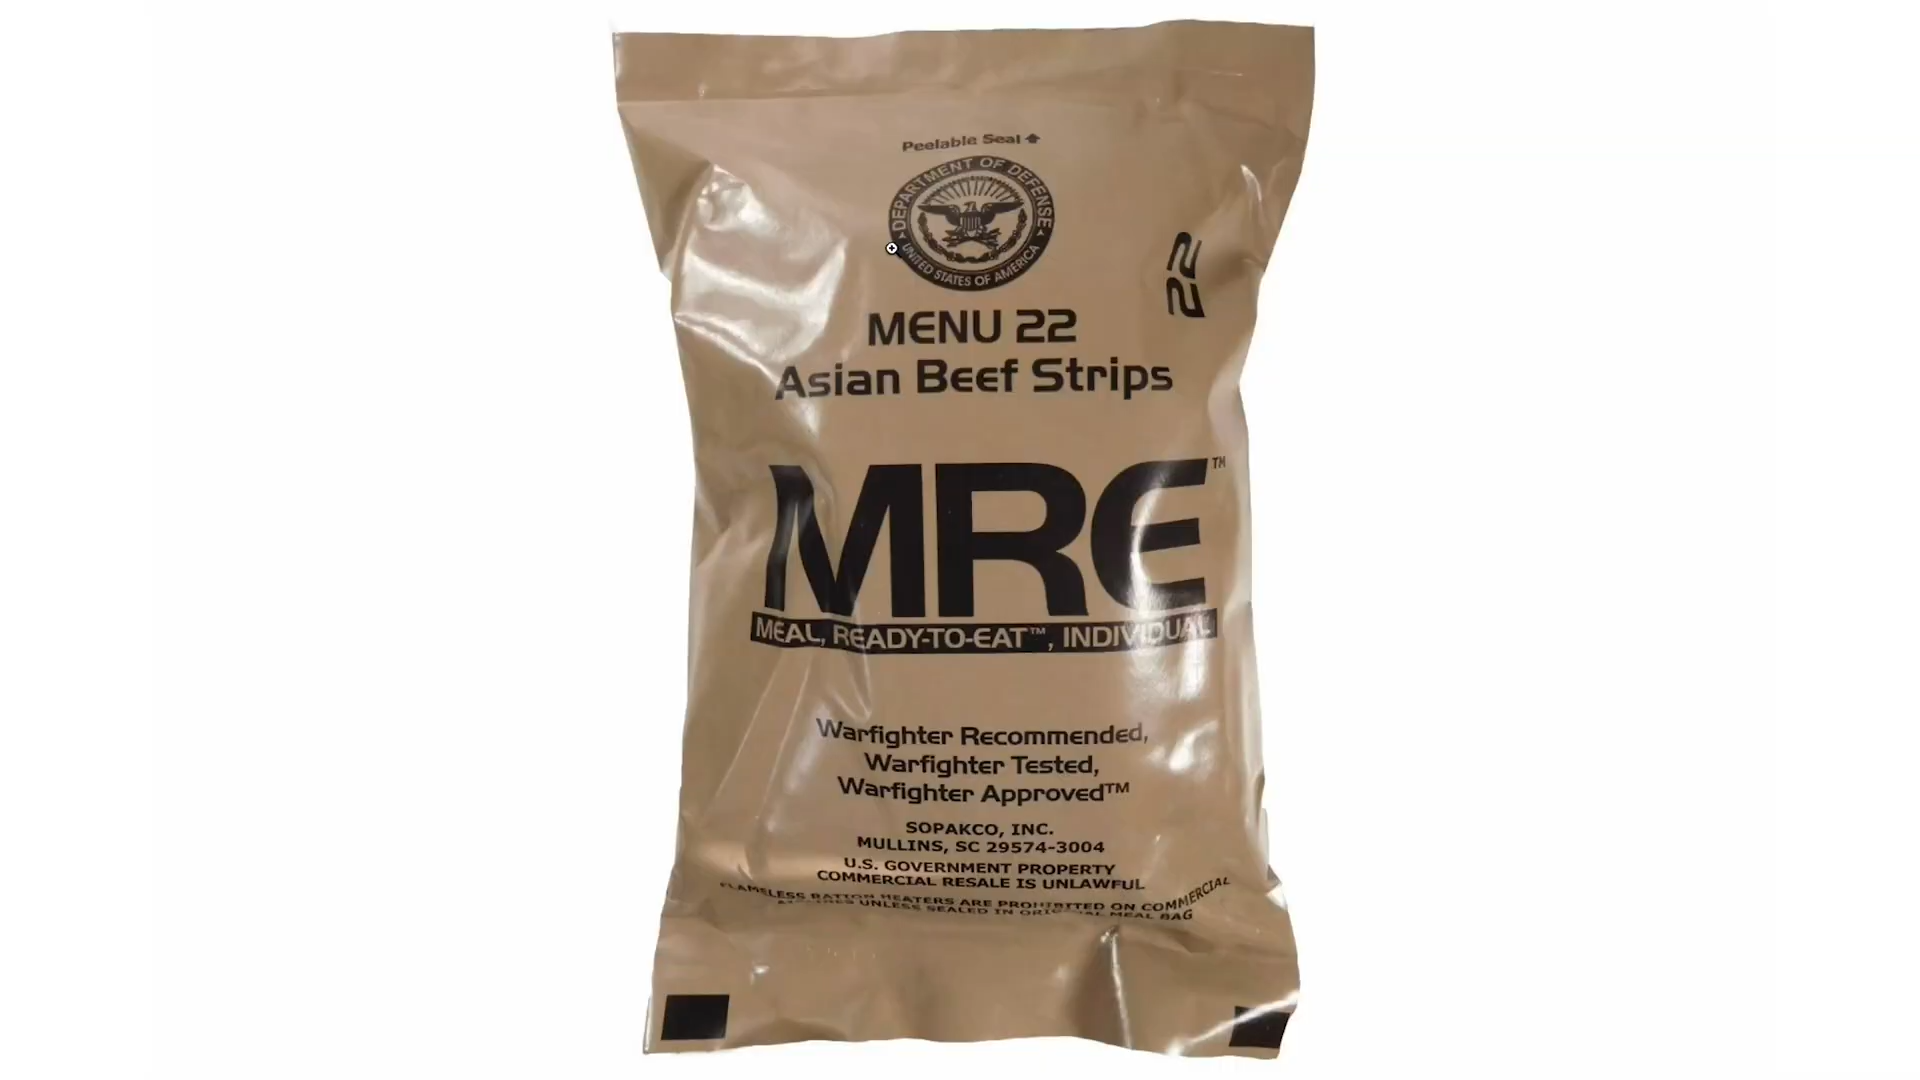 Peelable Seal
DEPARTMENT OF DEFENSE
UNITED STATES OF AMERICA
22
MENU 22
Asian Beef Strips
MRE™
MEAL, READY-TO-EAT™, INDIVIDUAL
Warfighter Recommended,
Warfighter Tested,
Warfighter Approved™
SOPAKCO, INC.
MULLINS, SC 29574-3004
U.S. GOVERNMENT PROPERTY
COMMERCIAL RESALE IS UNLAWFUL
FLAMELESS RATION HEATERS ARE PROHIBITED ON COMMERCIAL
AIRLINES UNLESS SEALED IN ORIGINAL MEAL BAG